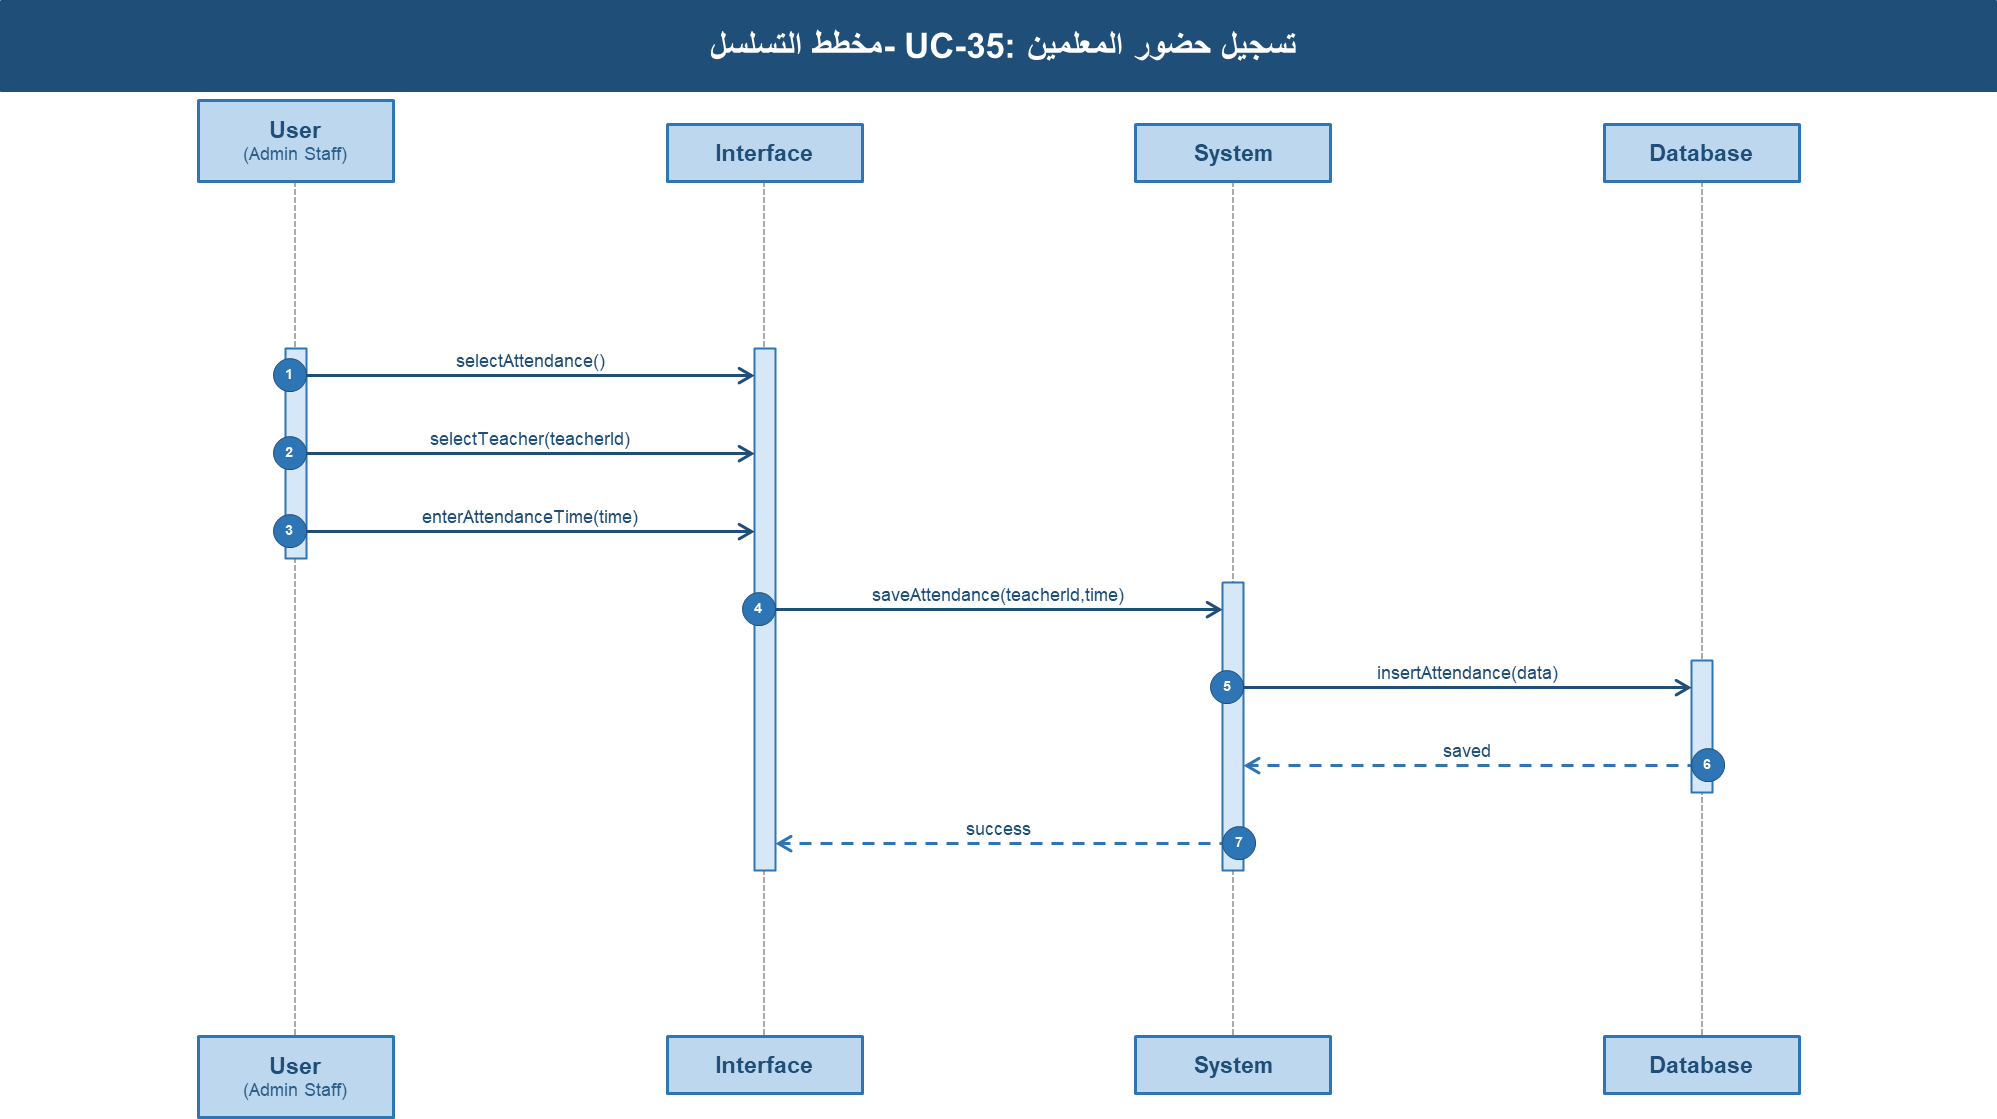 مخطط التسلسل- UC-35: تسجيل حضور المعلمين
User
(Admin Staff)
Interface
System
Database
1
selectAttendance()
2
selectTeacher(teacherId)
3
enterAttendanceTime(time)
4
saveAttendance(teacherId,time)
5
insertAttendance(data)
saved
6
success
7
User
(Admin Staff)
Interface
System
Database